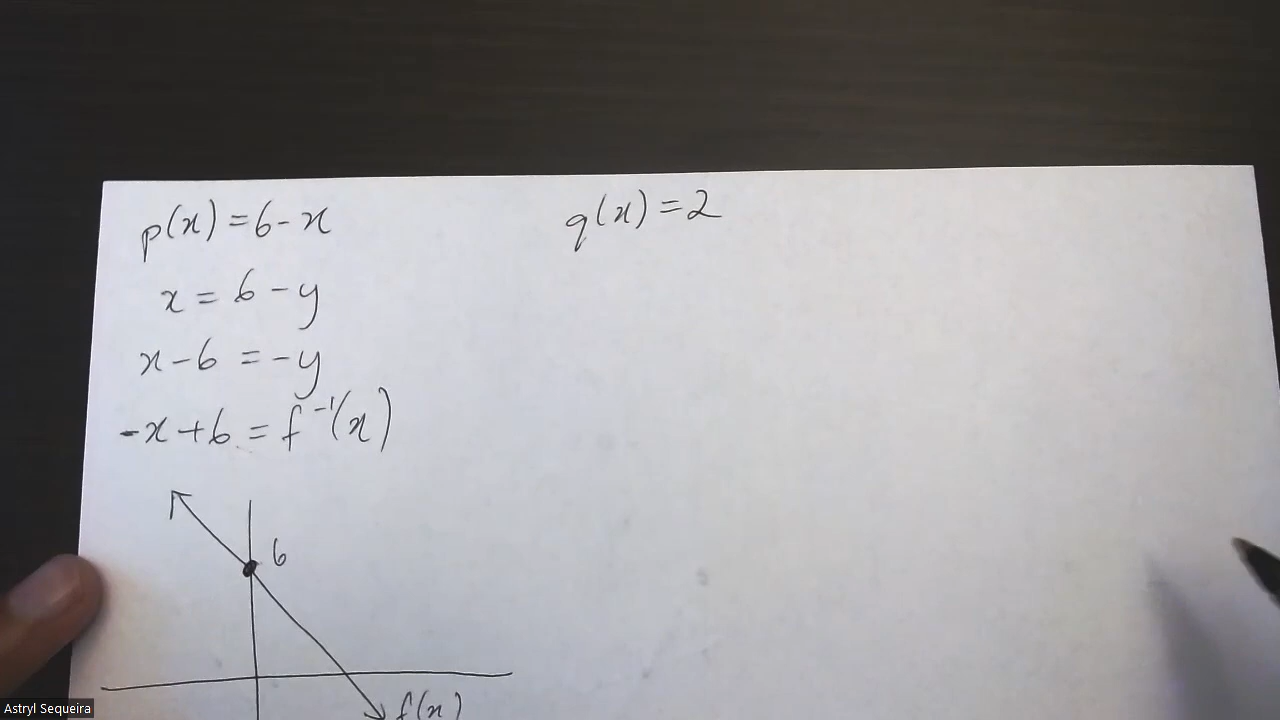 p(x) = 6 - x
x = 6 - y
x - 6 = -y
-x + 6 = f⁻¹(x)
6
f(x)
q(x) = 2
Astryl Sequeira